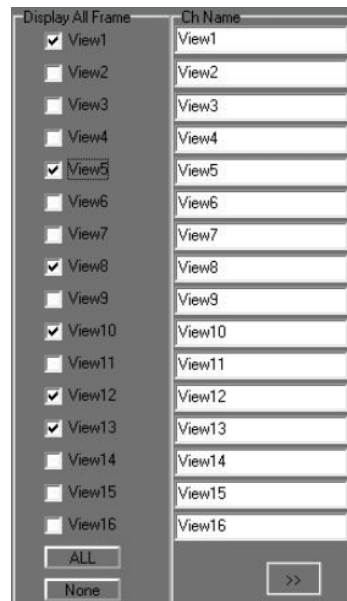 Display All Frame Ch Name
View1 View1
View2 View2
View3 View3
View4 View4
View5 View5
View6 View6
View7 View7
View8 View8
View9 View9
View10 View10
View11 View11
View12 View12
View13 View13
View14 View14
View15 View15
View16 View16
ALL
None >>